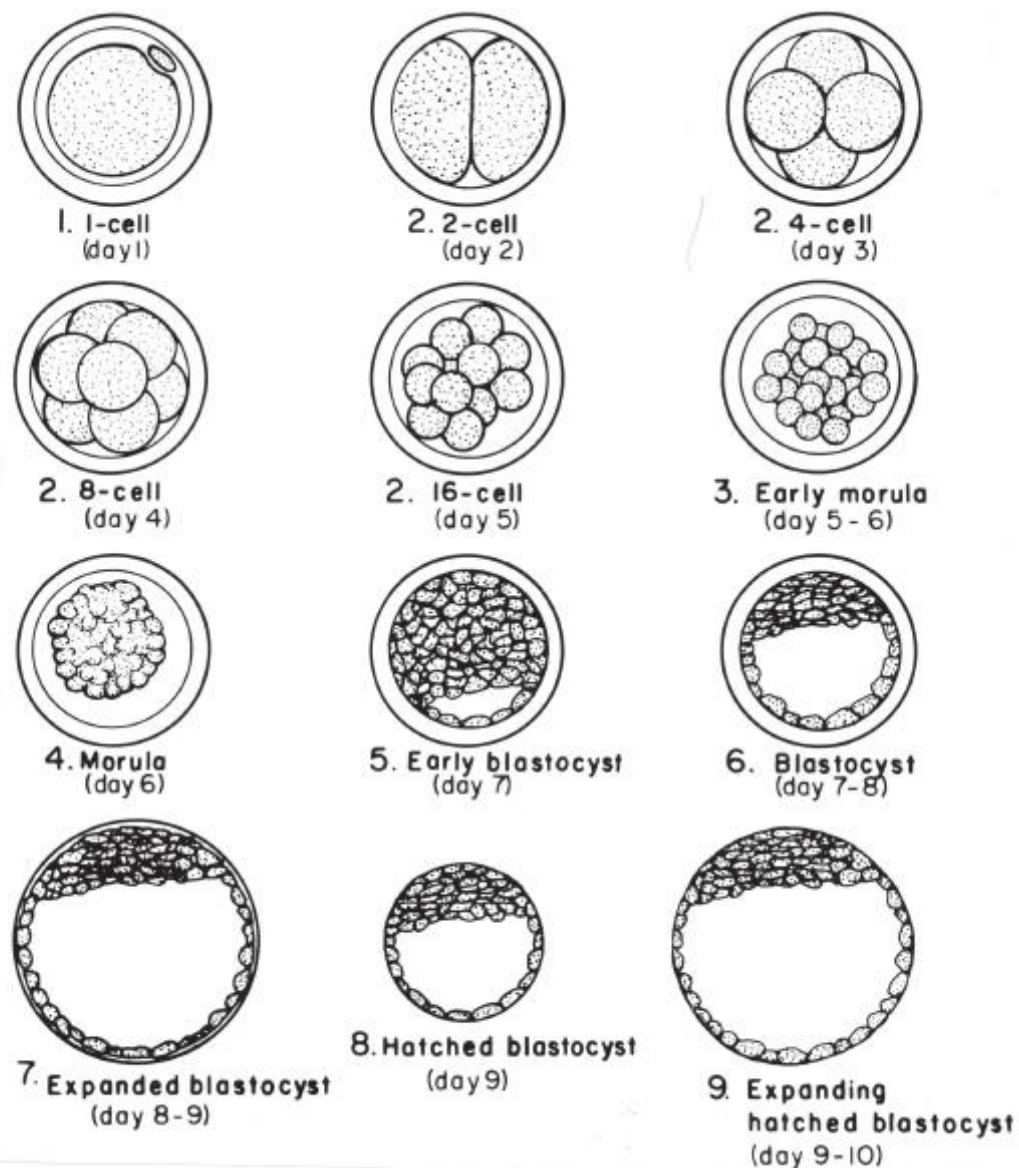 1. 1-cell
(day 1)
2. 2-cell
(day 2)
2. 4-cell
(day 3)
2. 8-cell
(day 4)
2. 16-cell
(day 5)
3. Early morula
(day 5 - 6)
4. Morula
(day 6)
5. Early blastocyst
(day 7)
6. Blastocyst
(day 7-8)
7. Expanded blastocyst
(day 8-9)
8. Hatched blastocyst
(day 9)
9. Expanding
hatched blastocyst
(day 9-10)